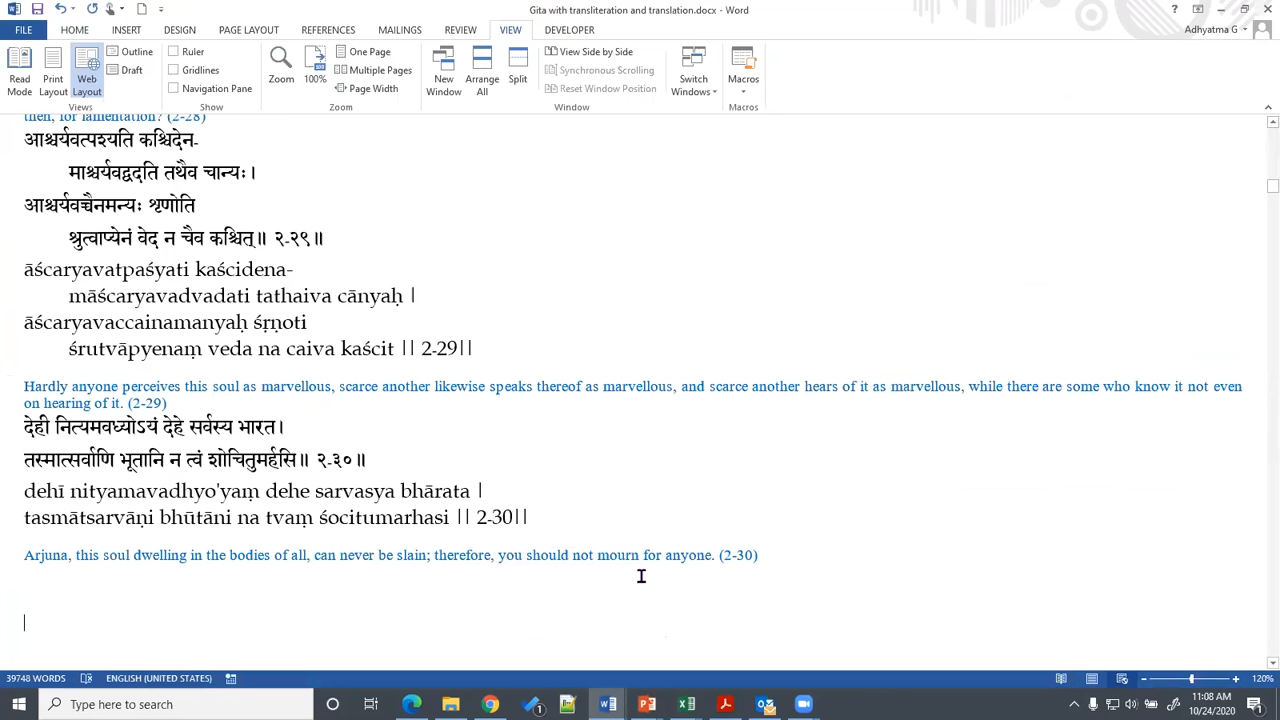 Gita with transliteration and translation.docx - Word
FILE HOME INSERT DESIGN PAGE LAYOUT REFERENCES MAILINGS REVIEW VIEW DEVELOPER Adhyatma G
Read Mode
Print Layout
Web Layout
Outline
Draft
Views
Ruler
Gridlines
Navigation Pane
Show
Zoom
100%
One Page
Multiple Pages
Page Width
Zoom
New Window
Arrange All
Split
View Side by Side
Synchronous Scrolling
Reset Window Position
Window
Switch Windows
Macros
Macros
then, for lamentation? (2-28)
आश्चर्यवत्पश्यति कश्चिदेन-
माश्चर्यवद्वदति तथैव चान्यः।
आश्चर्यवच्चैनमन्यः शृणोति
श्रुत्वाप्येनं वेद न चैव कश्चित्॥ २-२९॥
āścaryavatpaśyati kaścidena-
māścaryavadvadati tathaiva cānyaḥ |
āścaryavaccainamanyaḥ śṛṇoti
śrutvāpyenaṃ veda na caiva kaścit || 2-29||
Hardly anyone perceives this soul as marvellous, scarce another likewise speaks thereof as marvellous, and scarce another hears of it as marvellous, while there are some who know it not even
on hearing of it. (2-29)
देही नित्यमवध्योऽयं देहे सर्वस्य भारत।
तस्मात्सर्वाणि भूतानि न त्वं शोचितुमर्हसि॥ २-३०॥
dehī nityamavadhyo'yaṃ dehe sarvasya bhārata |
tasmātsarvāṇi bhūtāni na tvaṃ śocitumarhasi || 2-30||
Arjuna, this soul dwelling in the bodies of all, can never be slain; therefore, you should not mourn for anyone. (2-30)
39748 WORDS ENGLISH (UNITED STATES) 120%
Type here to search
11:08 AM
10/24/2020